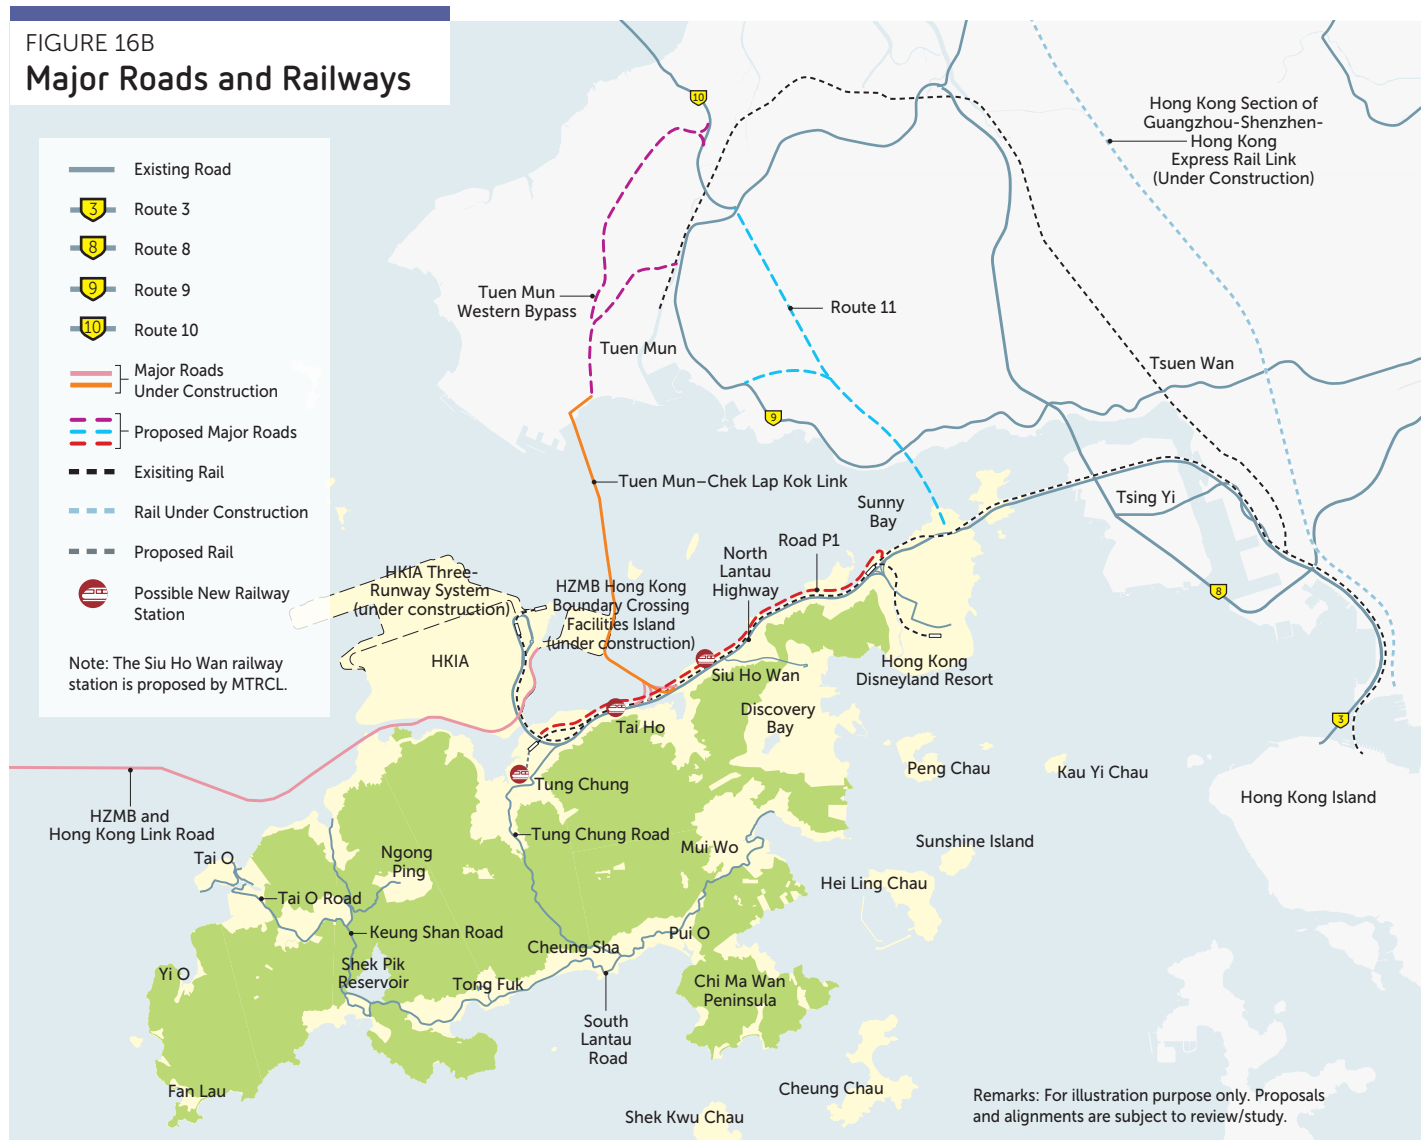 FIGURE 16B
Major Roads and Railways
Existing Road
3
Route 3
8
Route 8
9
Route 9
10
Route 10
Major Roads
Under Construction
Proposed Major Roads
Exisiting Rail
Rail Under Construction
Proposed Rail
Possible New Railway
Station
Note: The Siu Ho Wan railway
station is proposed by MTRCL.
10
Hong Kong Section of
Guangzhou-Shenzhen-
Hong Kong
Express Rail Link
(Under Construction)
Tuen Mun
Western Bypass
Route 11
Tuen Mun
Tsuen Wan
9
Tuen Mun–Chek Lap Kok Link
Sunny
Bay
Tsing Yi
Road P1
North
Lantau
Highway
HKIA Three-
Runway System
(under construction)
HZMB Hong Kong
Boundary Crossing
Facilities Island
(under construction)
8
HKIA
Siu Ho Wan
Hong Kong
Disneyland Resort
Discovery
Bay
Tai Ho
3
Peng Chau
Kau Yi Chau
Tung Chung
Hong Kong Island
HZMB and
Hong Kong Link Road
Tung Chung Road
Mui Wo
Sunshine Island
Tai O
Ngong
Ping
Hei Ling Chau
Tai O Road
Keung Shan Road
Pui O
Cheung Sha
Yi O
Shek Pik
Reservoir
Tong Fuk
Chi Ma Wan
Peninsula
South
Lantau
Road
Fan Lau
Cheung Chau
Shek Kwu Chau
Remarks: For illustration purpose only. Proposals
and alignments are subject to review/study.